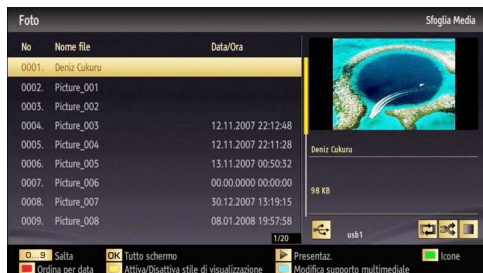 Foto Sfoglia Media
No Nome file Data/Ora
0001. Deniz Cukuru
0002. Picture_001
0003. Picture_002
0004. Picture_003 12.11.2007 22:12:48
0005. Picture_004 12.11.2007 22:11:28
0006. Picture_005 13.11.2007 00:50:32
0007. Picture_006 00.00.0000 00:00:00
0008. Picture_007 30.12.2007 13:19:15
0009. Picture_008 08.01.2008 19:57:58
1/20
Deniz Cukuru
98 KB
usb1
0...9 Salta OK Tutto schermo Presentaz. Icone
Ordina per data Attiva/Disattiva stile di visualizzazione Modifica supporto multimediale